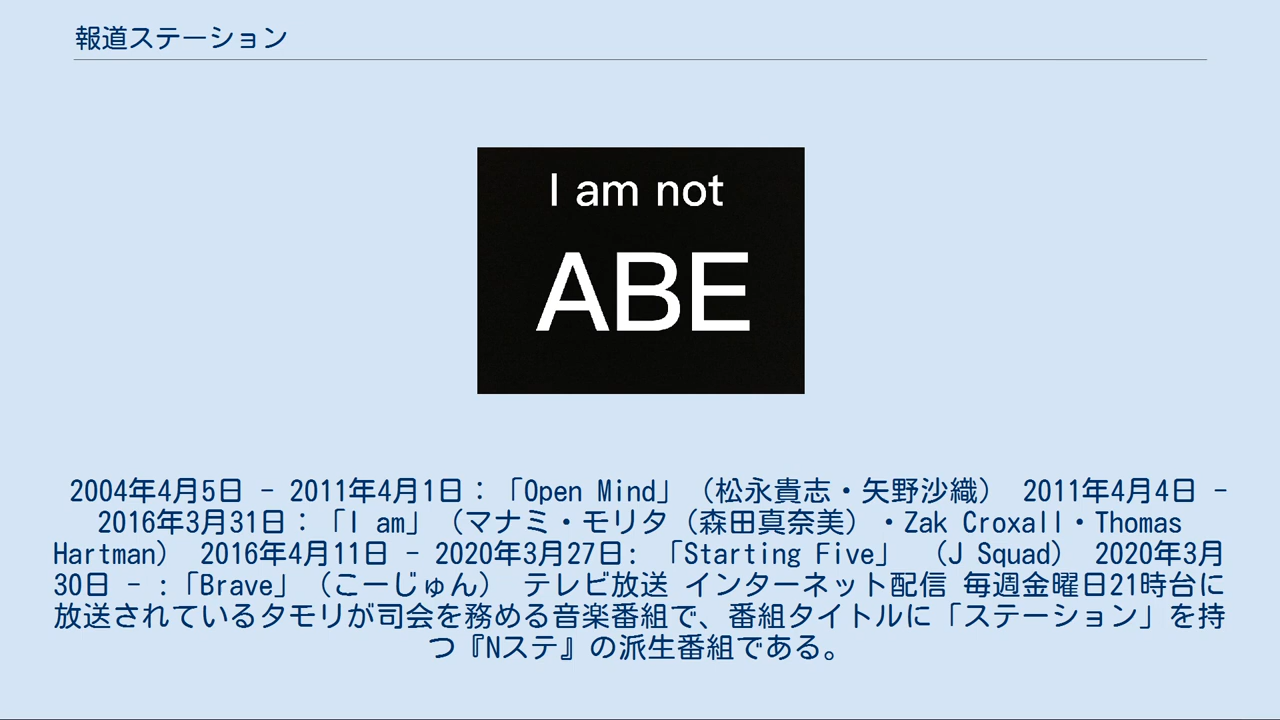 報道ステーション
I am not
ABE
2004年4月5日 - 2011年4月1日：「Open Mind」（松永貴志・矢野沙織） 2011年4月4日 -
2016年3月31日：「I am」（マナミ・モリタ（森田真奈美）・Zak Croxall・Thomas
Hartman） 2016年4月11日 - 2020年3月27日: 「Starting Five」 （J Squad） 2020年3月
30日 - :「Brave」（こーじゅん） テレビ放送 インターネット配信 毎週金曜日21時台に
放送されているタモリが司会を務める音楽番組で、番組タイトルに「ステーション」を持
つ『Nステ』の派生番組である。